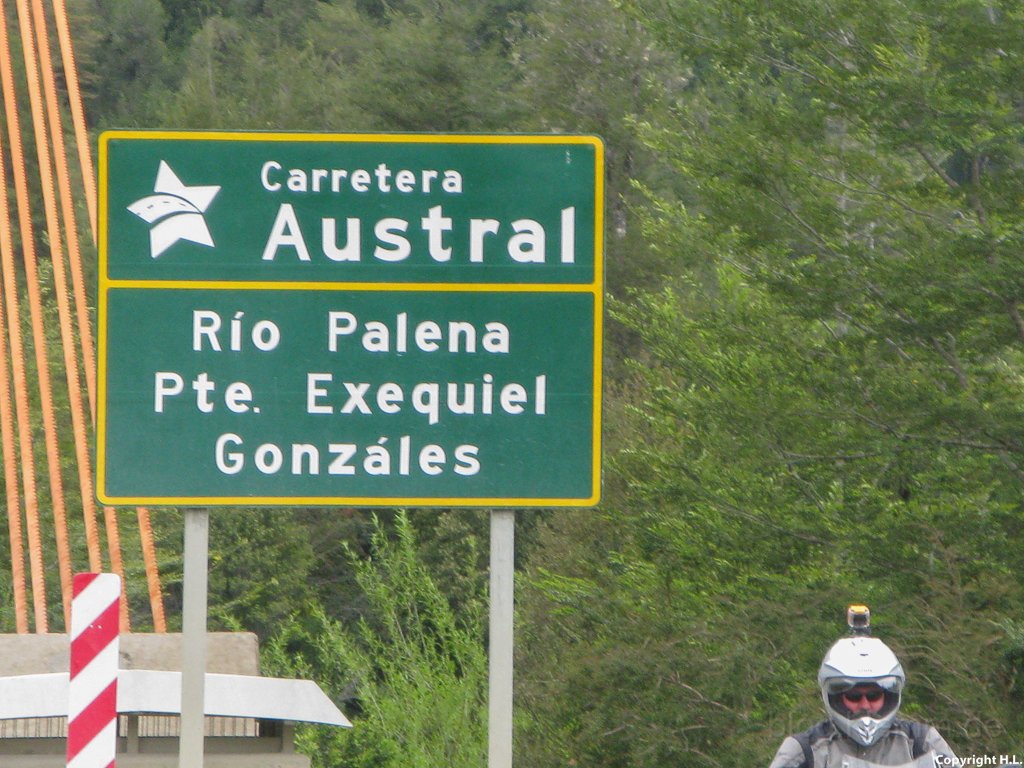 Carretera
Austral
Río Palena
Pte. Exequiel
Gonzáles
Copyright H.L.